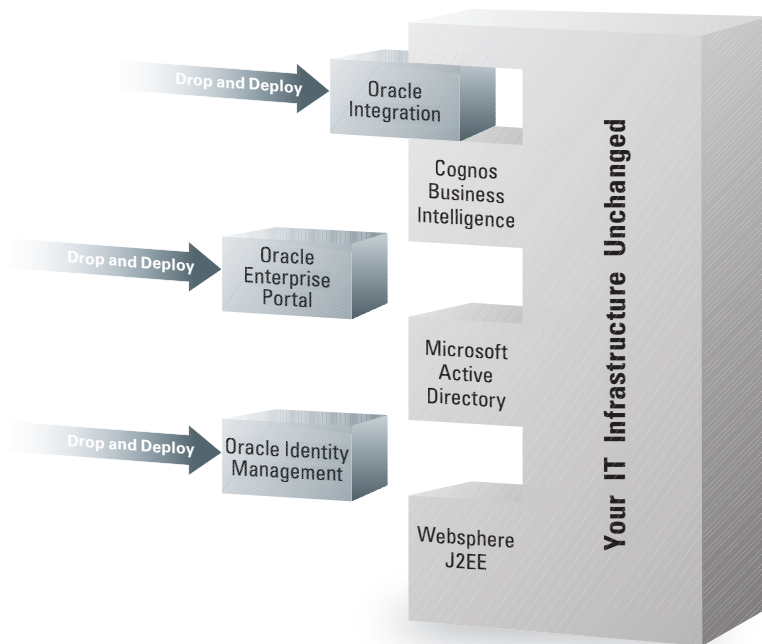 Drop and Deploy
Oracle
Integration
Cognos
Business
Intelligence
Drop and Deploy
Oracle
Enterprise
Portal
Microsoft
Active
Directory
Drop and Deploy
Oracle Identity
Management
Websphere
J2EE
Your IT Infrastructure Unchanged